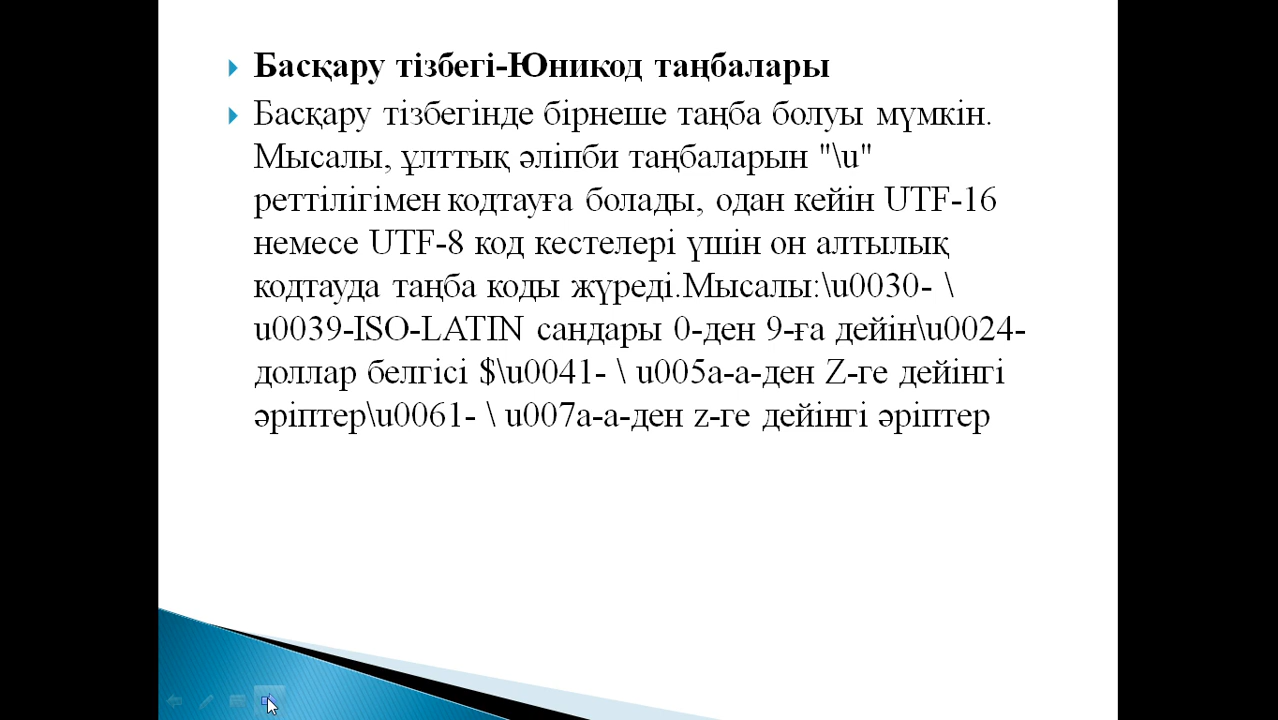 Басқару тізбегі-Юникод таңбалары
Басқару тізбегінде бірнеше таңба болуы мүмкін.
Мысалы, ұлттық әліпби таңбаларын "\u"
реттілігімен кодтауға болады, одан кейін UTF-16
немесе UTF-8 код кестелері үшін он алтылық
кодтауда таңба коды жүреді.Мысалы:\u0030- \
u0039-ISO-LATIN сандары 0-ден 9-ға дейін\u0024-
доллар белгісі $\u0041- \ u005a-а-ден Z-ге дейінгі
әріптер\u0061- \ u007a-а-ден z-ге дейінгі әріптер